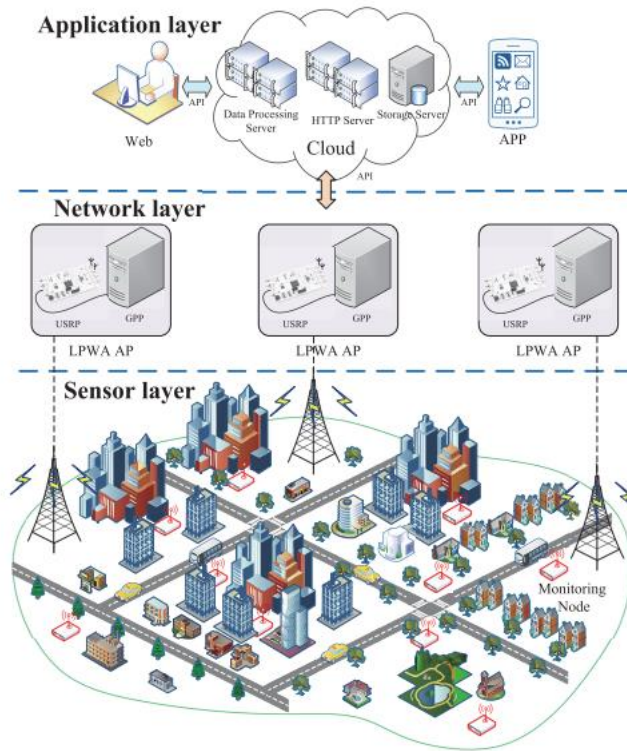 Application layer
API
API
Data Processing
Server
HTTP Server
Storage Server
Web
Cloud
APP
API
Network layer
USRP
GPP
USRP
GPP
USRP
GPP
LPWA AP
LPWA AP
LPWA AP
Sensor layer
Monitoring
Node